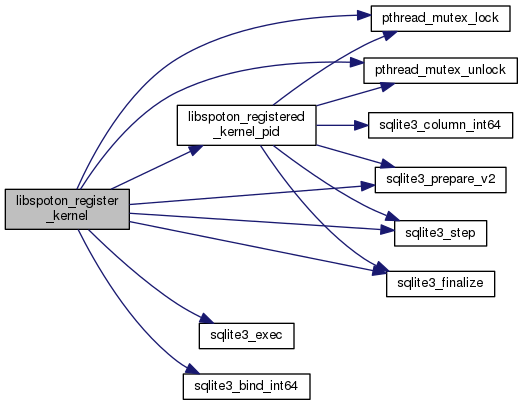 pthread_mutex_lock
pthread_mutex_unlock
libspoton_registered
_kernel_pid
sqlite3_column_int64
sqlite3_prepare_v2
libspoton_register
_kernel
sqlite3_step
sqlite3_finalize
sqlite3_exec
sqlite3_bind_int64